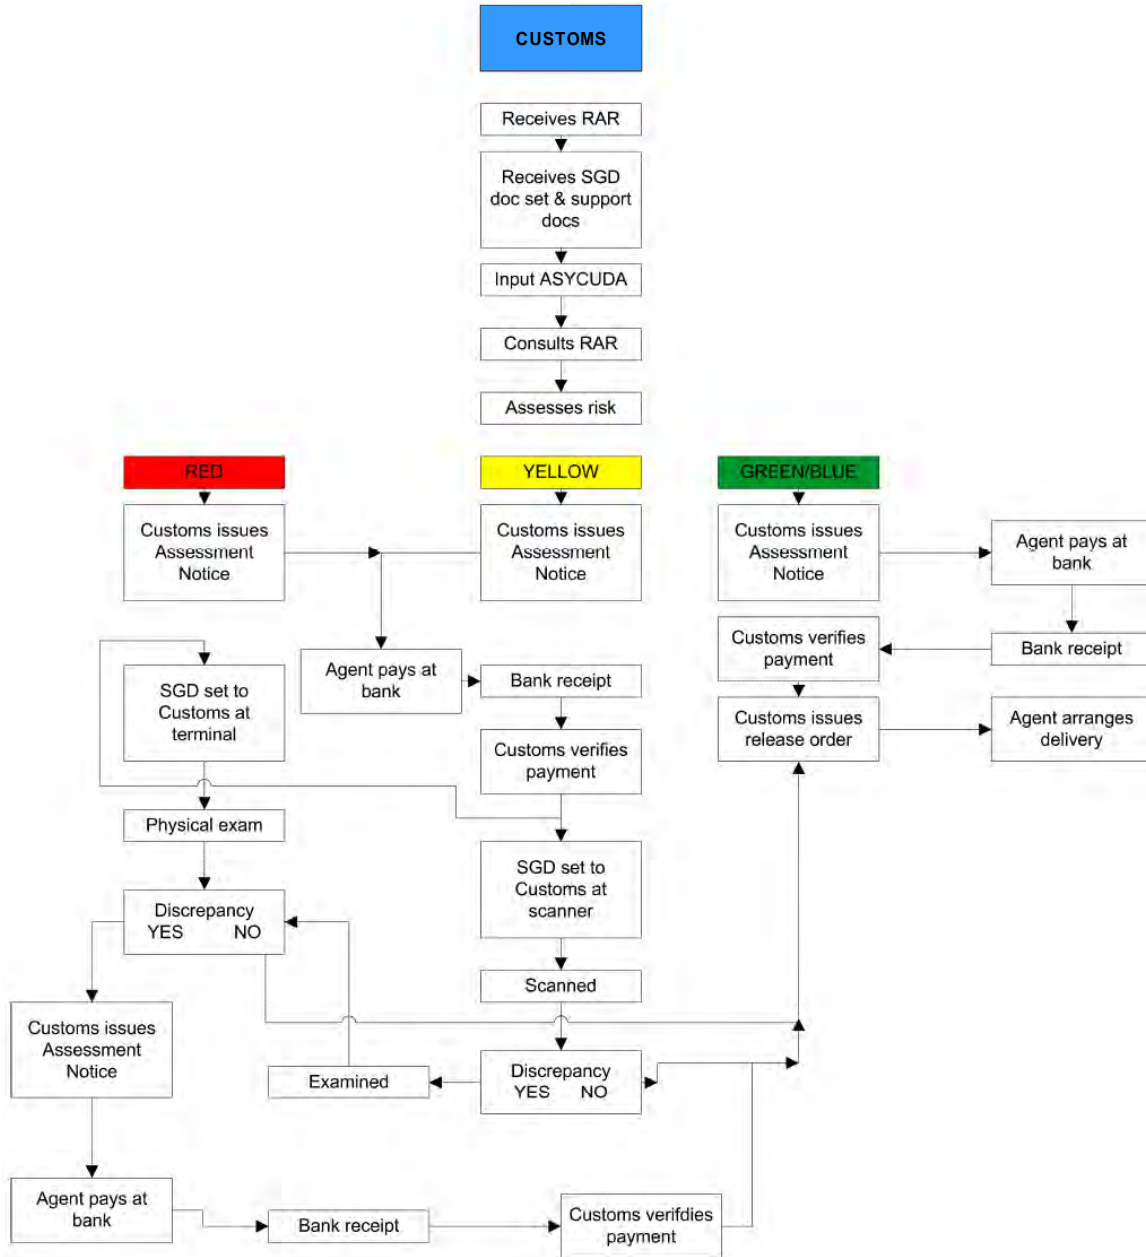 CUSTOMS
Receives RAR
Receives SGD
doc set & support
docs
Input ASYCUDA
Consults RAR
Assesses risk
RED
YELLOW
GREEN/BLUE
Customs issues
Assessment
Notice
Customs issues
Assessment
Notice
Customs issues
Assessment
Notice
Agent pays at
bank
Customs verifies
payment
Bank receipt
SGD set to
Customs at
terminal
Agent pays at
bank
Bank receipt
Customs issues
release order
Agent arranges
delivery
Customs verifies
payment
Physical exam
SGD set to
Customs at
scanner
Discrepancy
YES NO
Scanned
Customs issues
Assessment
Notice
Examined
Discrepancy
YES NO
Agent pays at
bank
Bank receipt
Customs verifdies
payment